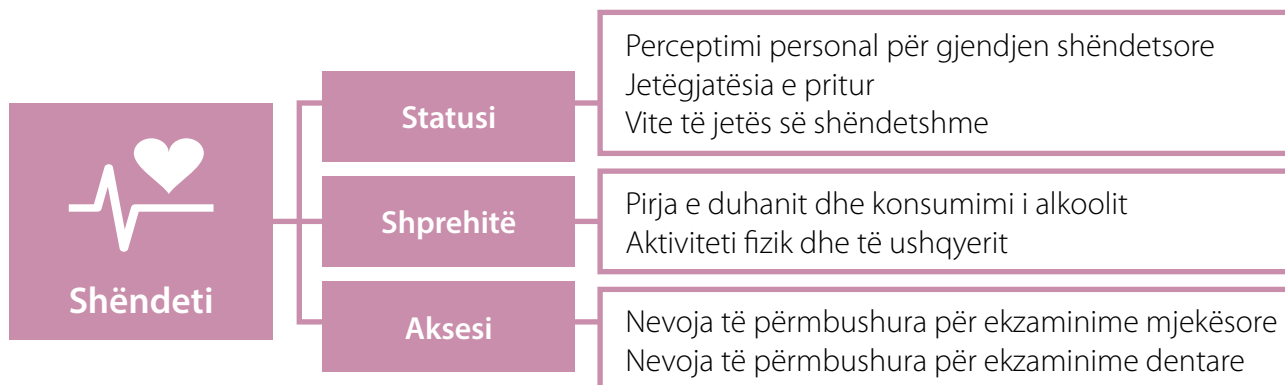 Shëndeti
Statusi
Perceptimi personal për gjendjen shëndetsore
Jetëgjatësia e pritur
Vite të jetës së shëndetshme
Shprehitë
Pirja e duhanit dhe konsumimi i alkoolit
Aktiviteti fizik dhe të ushqyerit
Aksesi
Nevoja të përmbushura për ekzaminime mjekësore
Nevoja të përmbushura për ekzaminime dentare